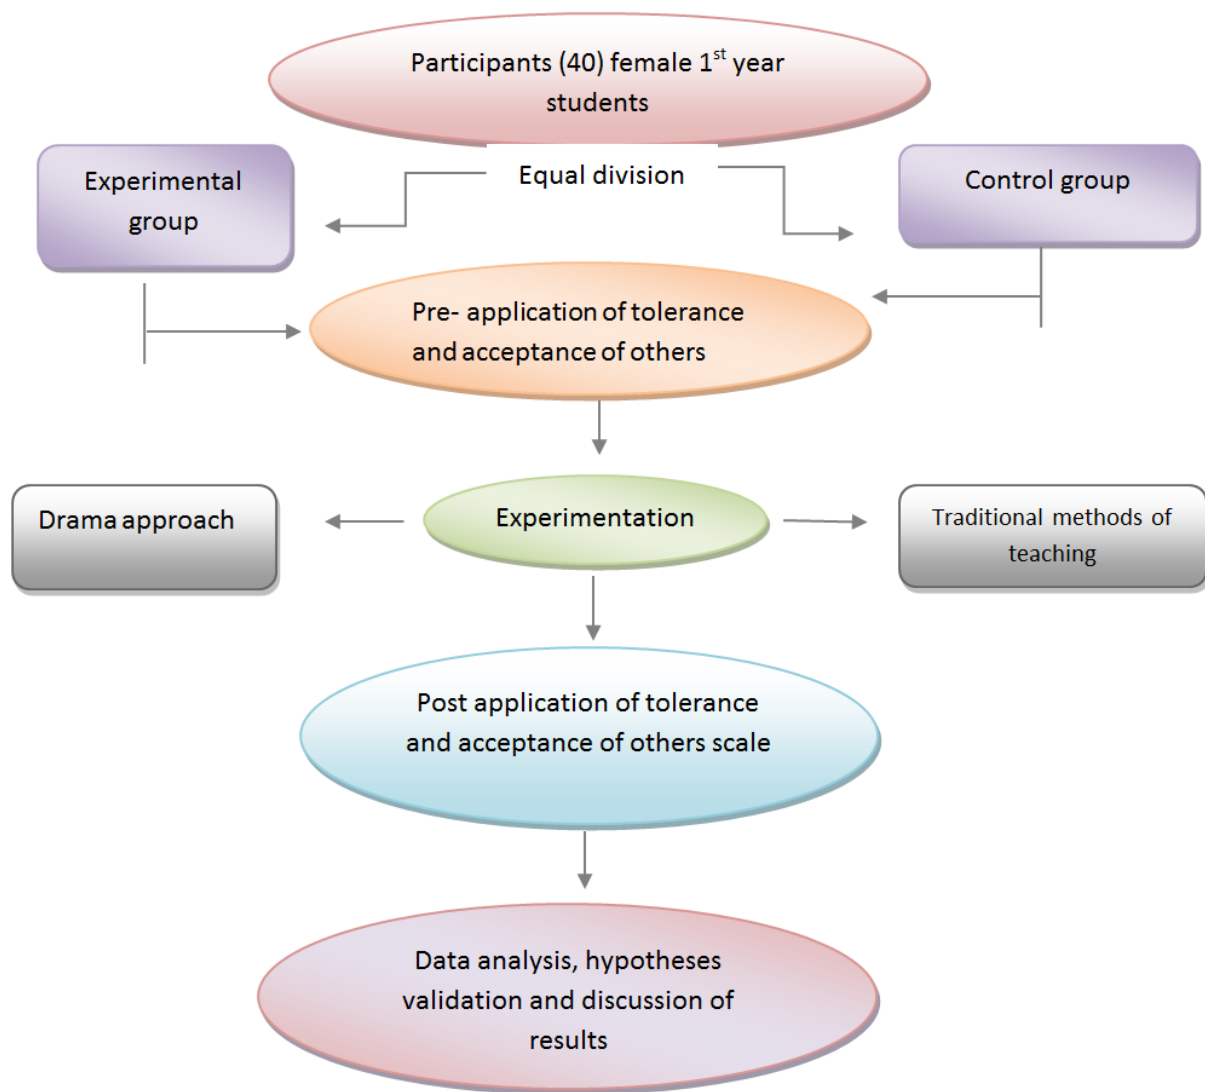 Participants (40) female 1st year
students
Experimental
group
Equal division
Control group
Pre- application of tolerance
and acceptance of others
Drama approach
Experimentation
Traditional methods of
teaching
Post application of tolerance
and acceptance of others scale
Data analysis, hypotheses
validation and discussion of
results